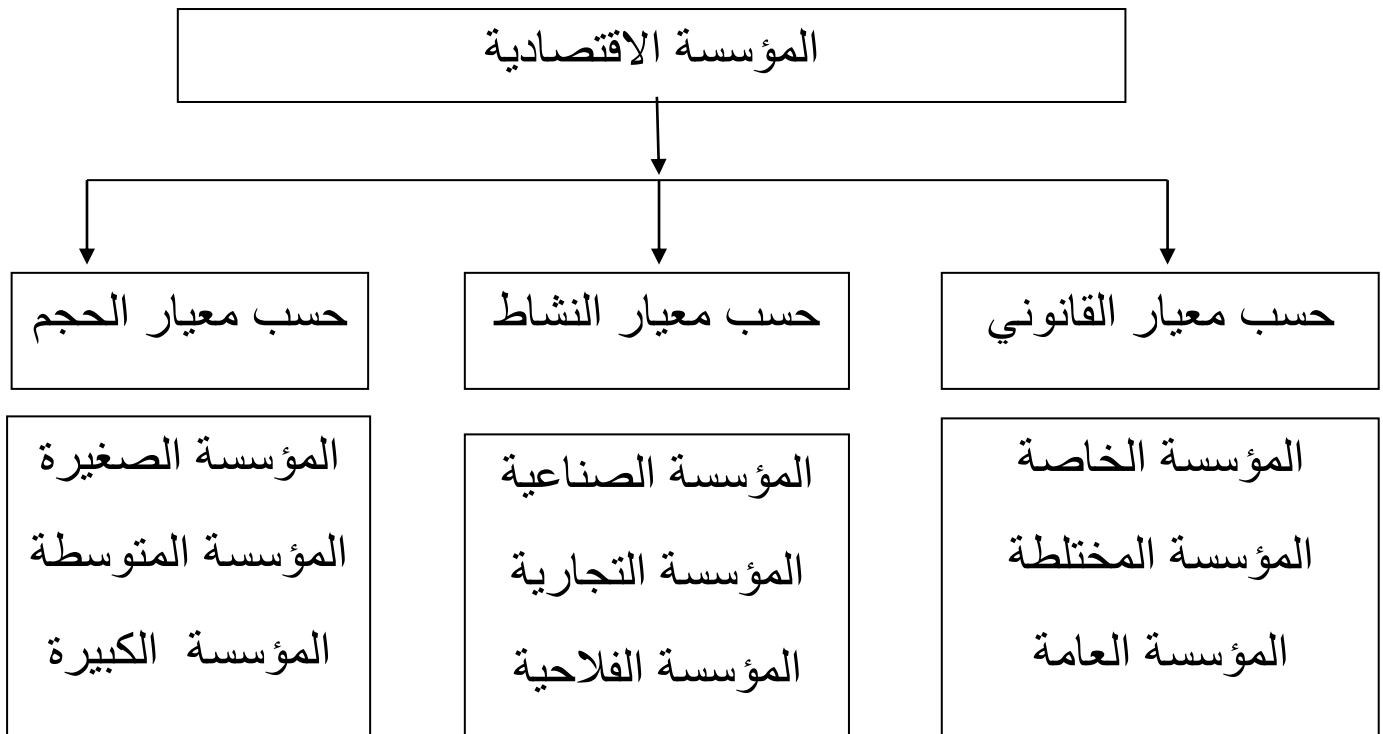 المؤسسة الاقتصادية
حسب معيار القانوني
حسب معيار النشاط
حسب معيار الحجم
المؤسسة الخاصة
المؤسسة المختلطة
المؤسسة العامة
المؤسسة الصناعية
المؤسسة التجارية
المؤسسة الفلاحية
المؤسسة الصغيرة
المؤسسة المتوسطة
المؤسسة الكبيرة